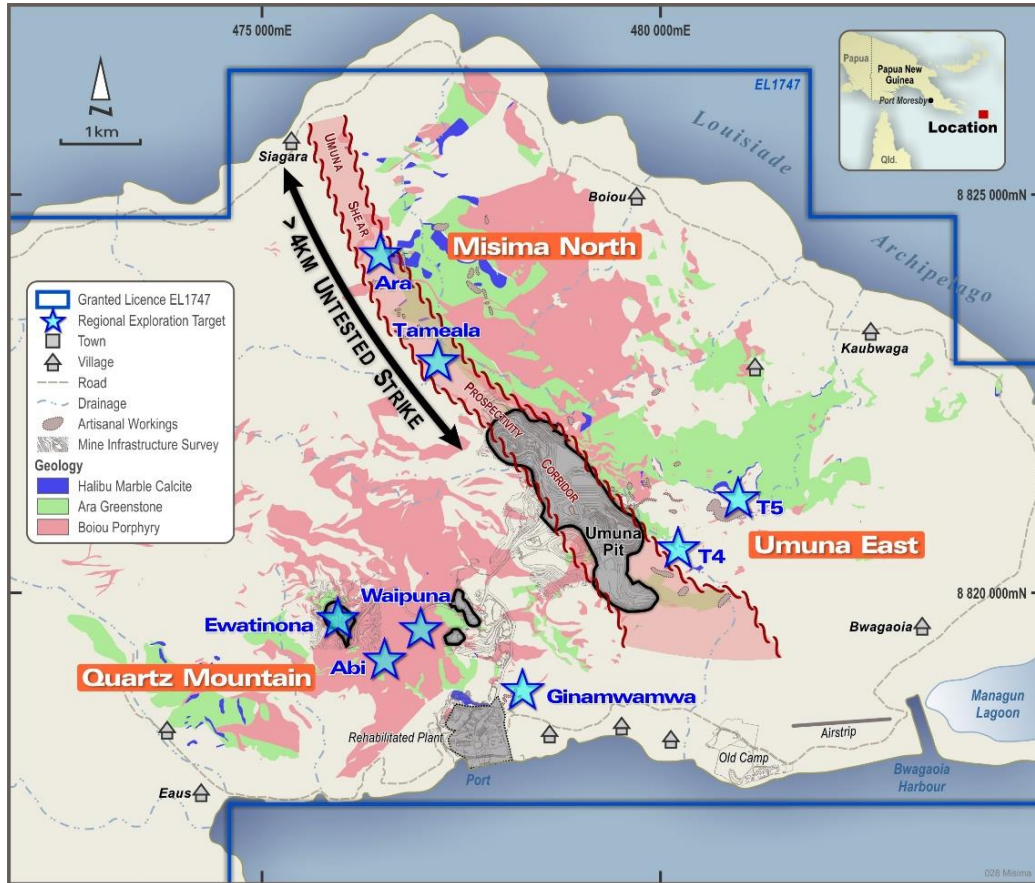 475 000mE
480 000mE
EL1747
Papua
Papua New
Guinea
Port Moresby
Location
Qld.
N
1km
Siagara
UMUNA
SHEAR
Louisiade
Archipelago
Boiou
8 825 000mN
Misima North
Ara
> 4KM UNTESTED STRIKE
Tameala
Kaubwaga
Granted Licence EL1747
Regional Exploration Target
Town
Village
Road
Drainage
Artisanal Workings
Mine Infrastructure Survey
Geology
Halibu Marble Calcite
Ara Greenstone
Boiou Porphyry
PROSPECTIVITY
CORRIDOR
T5
Umuna
Pit
T4
Umuna East
8 820 000mN
Waipuna
Ewatinona
Bwagaoia
Abi
Quartz Mountain
Ginamwamwa
Managun
Lagoon
Rehabilitated Plant
Airstrip
Old Camp
Port
Bwagaoia
Harbour
Eaus
028 Misima